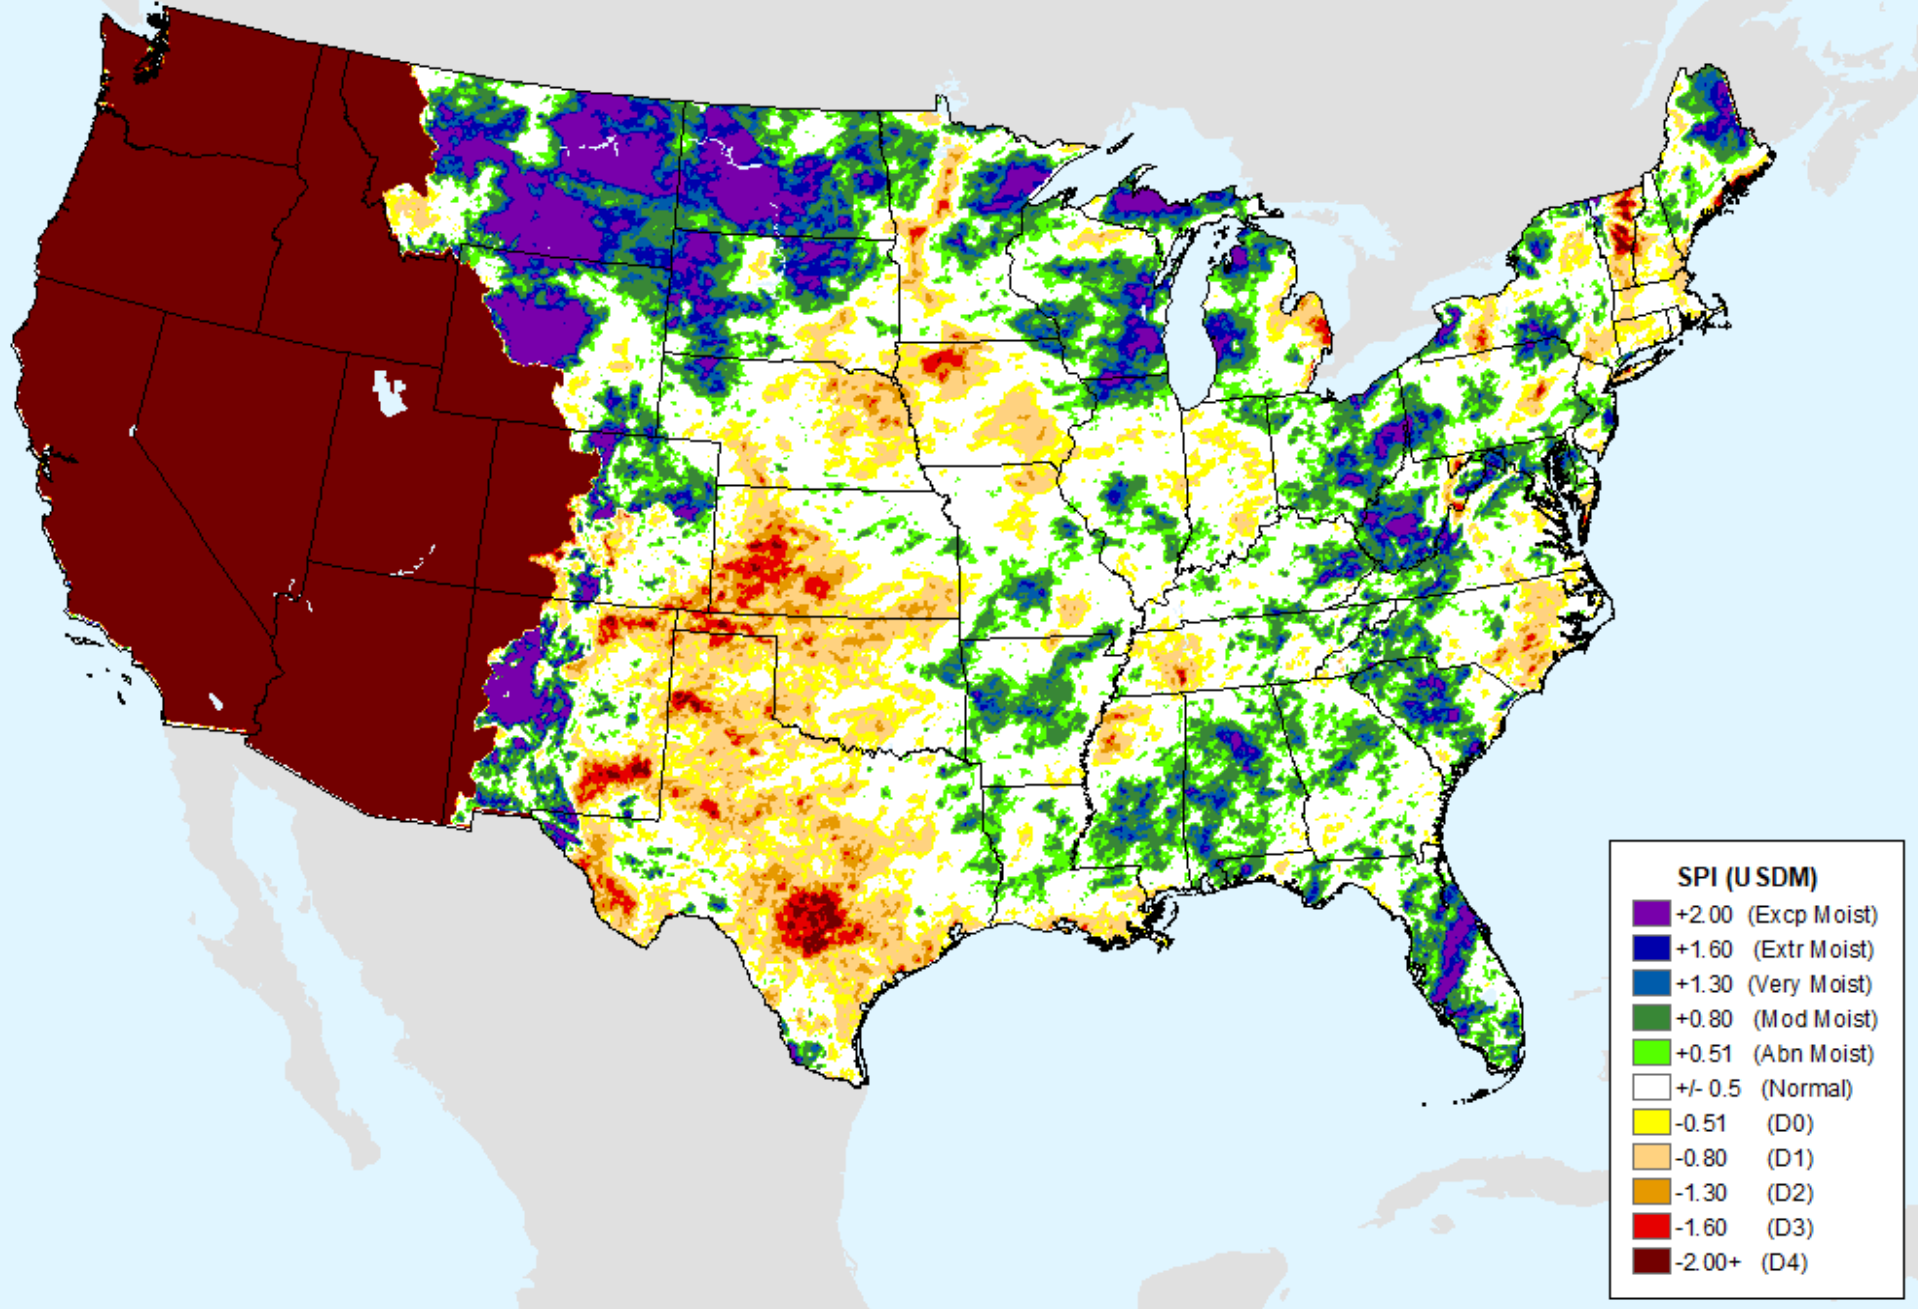 SPI (USDM)
+2.00 (Excp Moist)
+1.60 (Extr Moist)
+1.30 (Very Moist)
+0.80 (Mod Moist)
+0.51 (Abn Moist)
+/- 0.5 (Normal)
-0.51 (D0)
-0.80 (D1)
-1.30 (D2)
-1.60 (D3)
-2.00+ (D4)